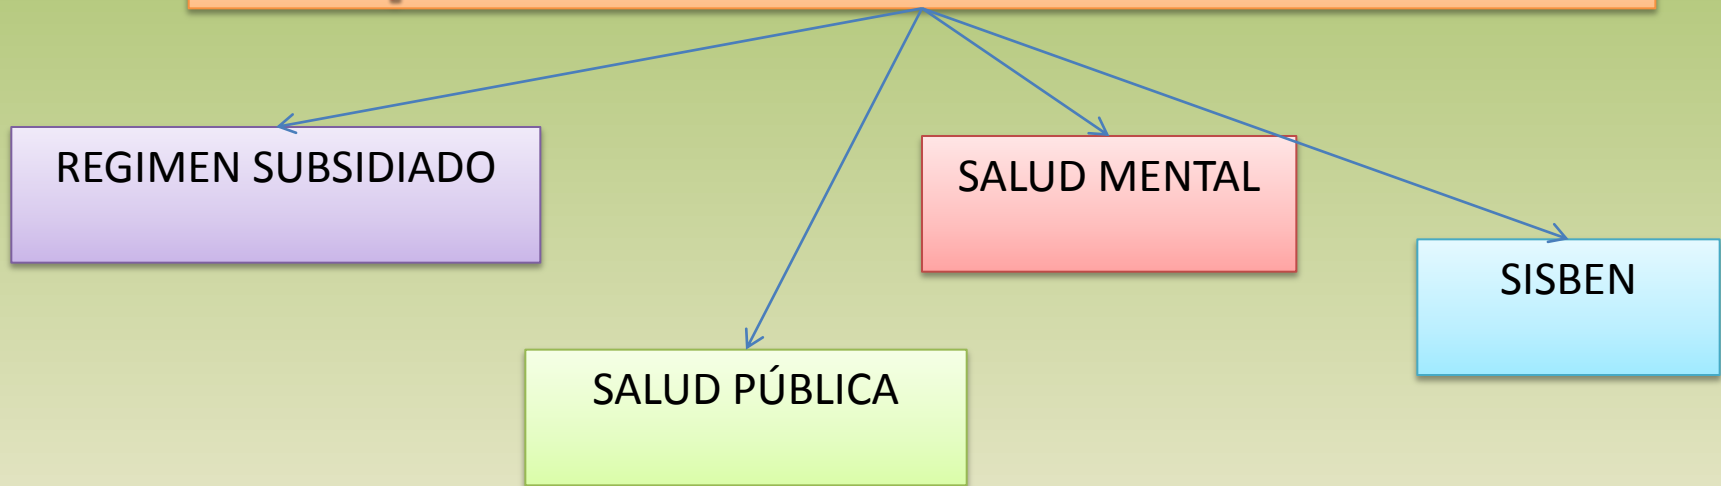 REGIMEN SUBSIDIADO
SALUD MENTAL
SISBEN
SALUD PÚBLICA